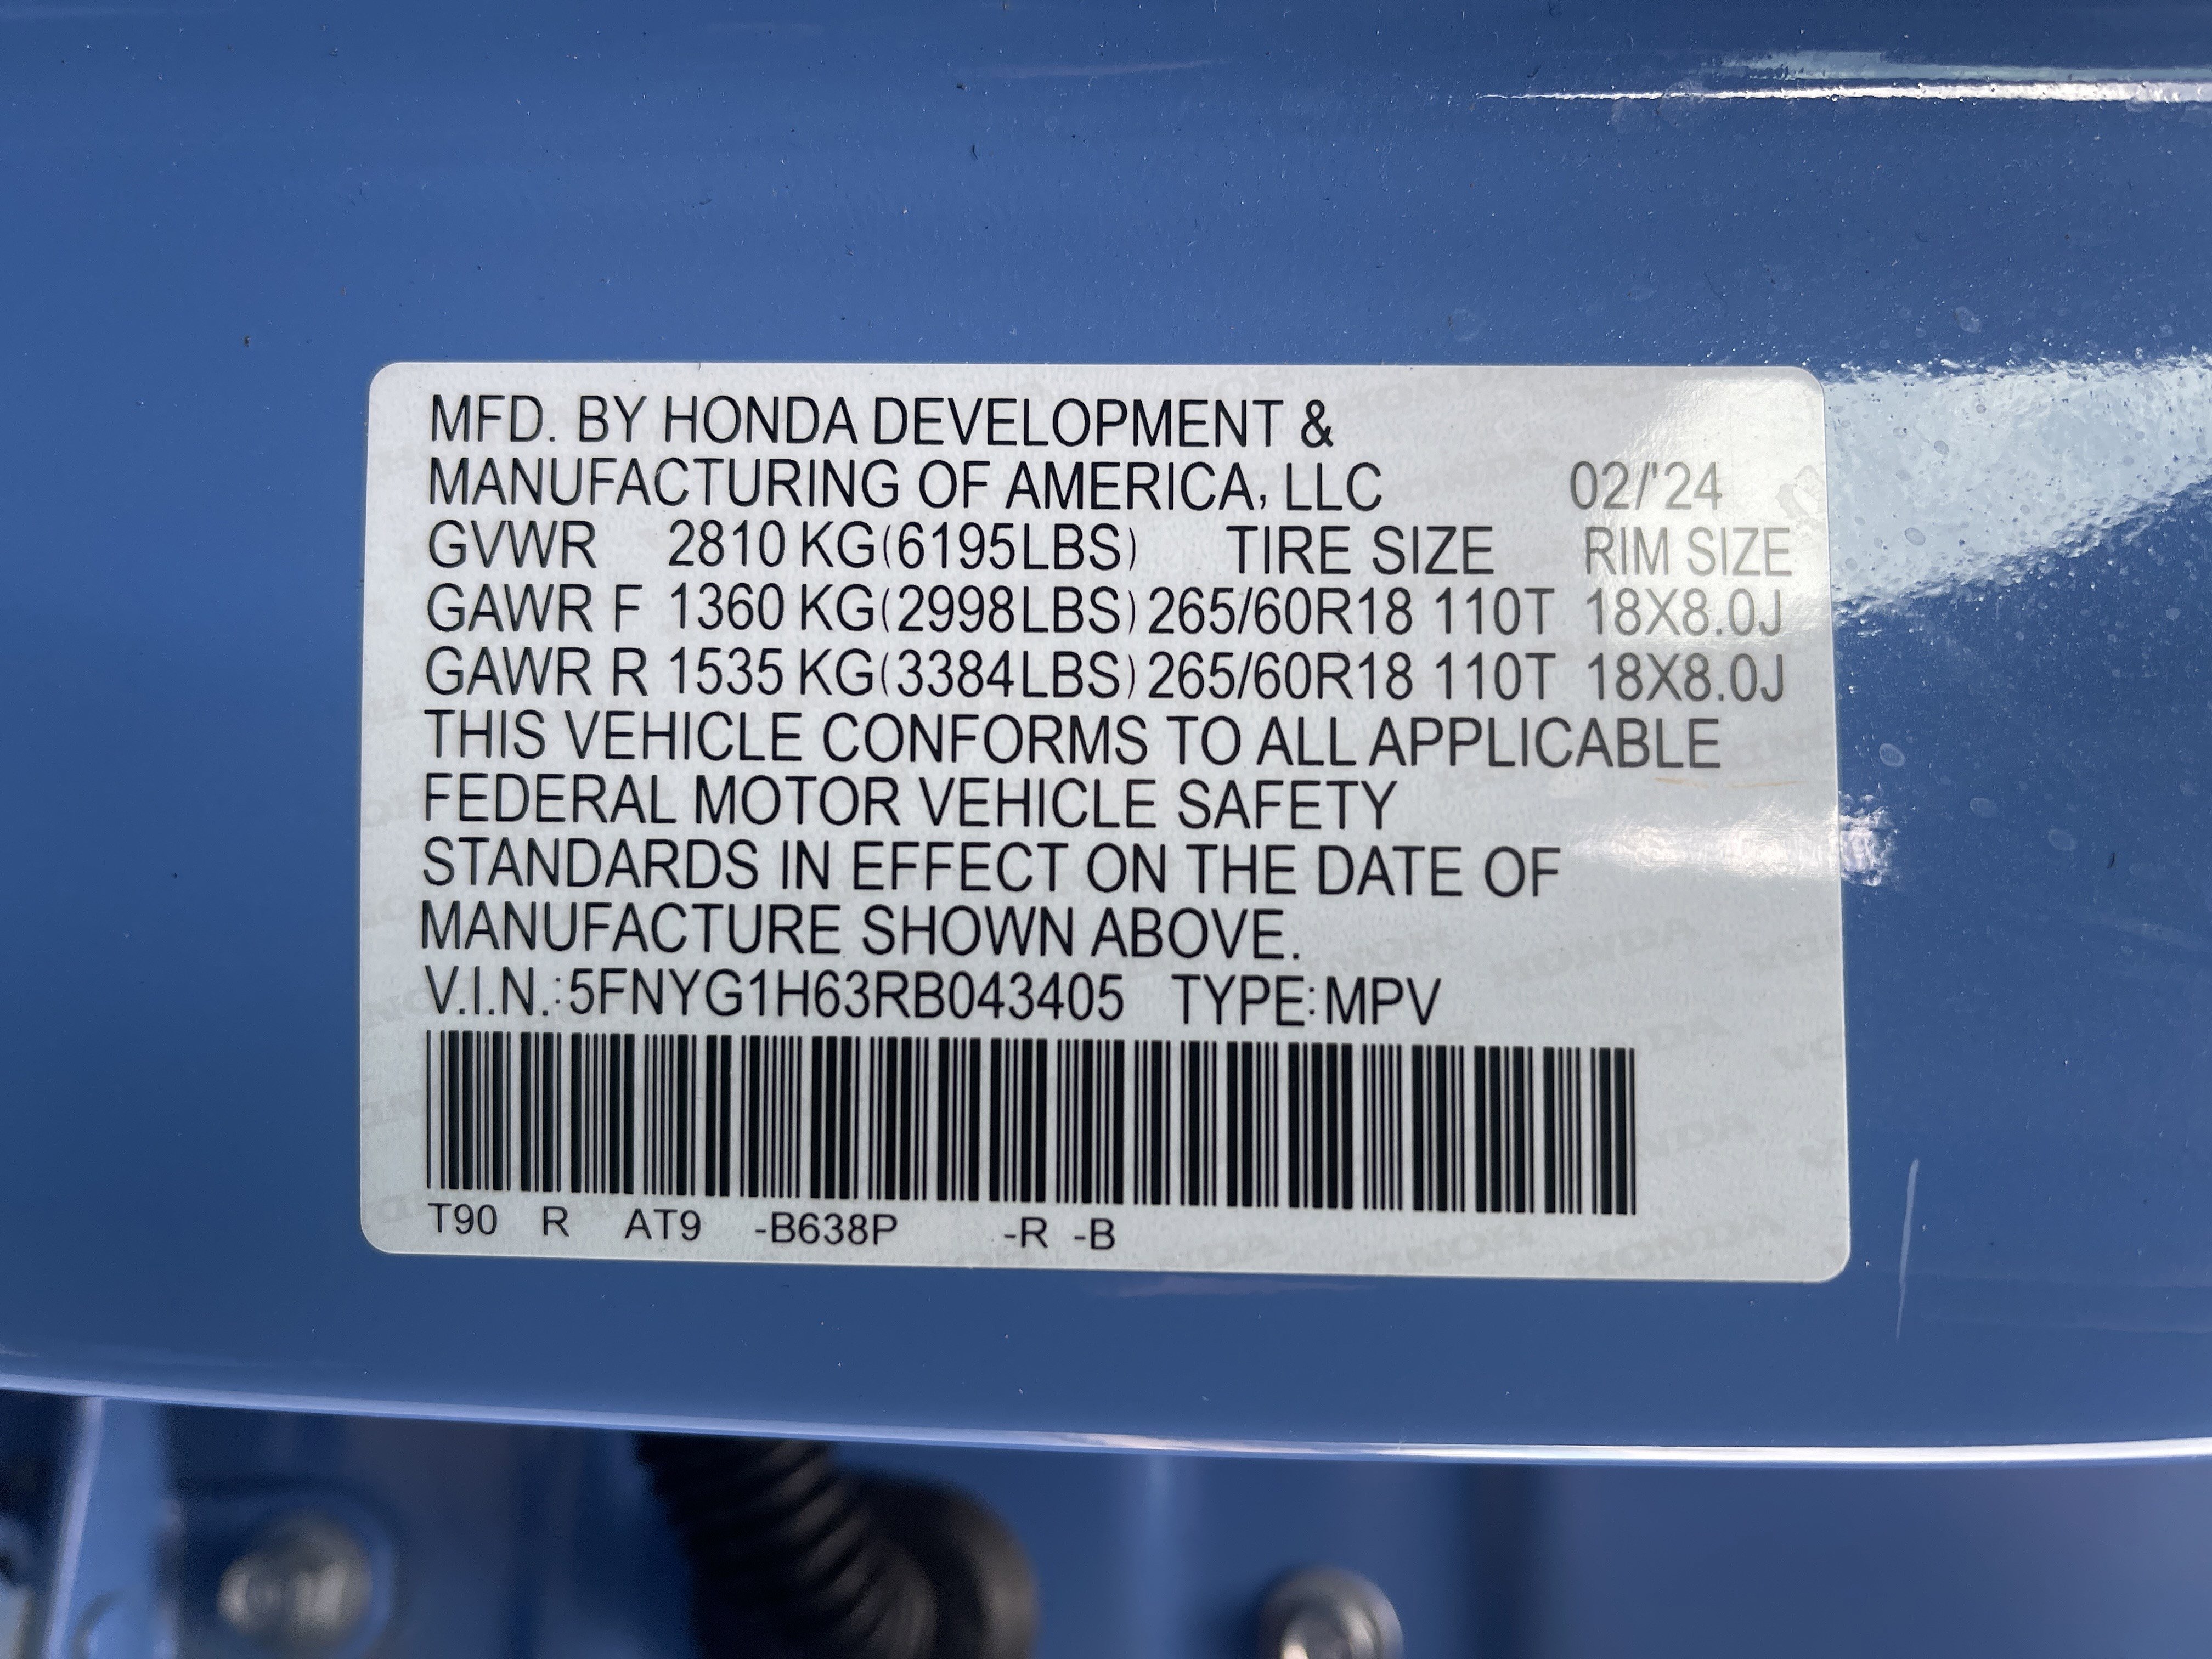 MFD. BY HONDA DEVELOPMENT &
MANUFACTURING OF AMERICA, LLC 02/'24
GVWR 2810 KG(6195LBS) TIRE SIZE RIM SIZE
GAWR F 1360 KG(2998LBS) 265/60R18 110T 18X8.0J
GAWR R 1535 KG(3384LBS) 265/60R18 110T 18X8.0J
THIS VEHICLE CONFORMS TO ALL APPLICABLE
FEDERAL MOTOR VEHICLE SAFETY
STANDARDS IN EFFECT ON THE DATE OF
MANUFACTURE SHOWN ABOVE.
V.I.N.:5FNYG1H63RB043405 TYPE:MPV
T90 R AT9 -B638P -R -B